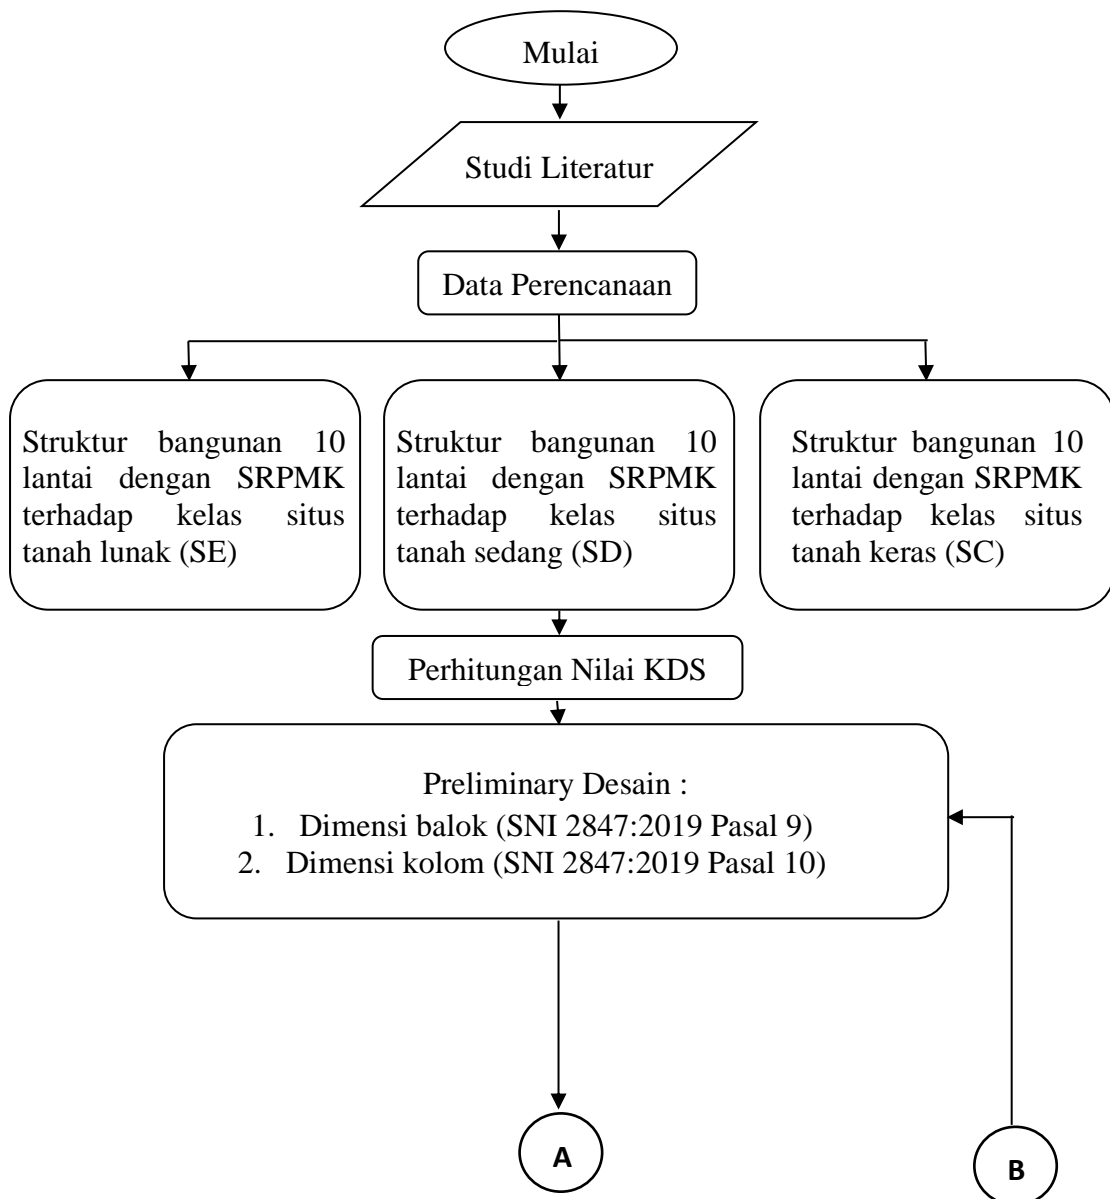 Mulai
Studi Literatur
Data Perencanaan
Struktur bangunan 10
lantai dengan SRPMK
terhadap kelas situs
tanah lunak (SE)
Struktur bangunan 10
lantai dengan SRPMK
terhadap kelas situs
tanah sedang (SD)
Struktur bangunan 10
lantai dengan SRPMK
terhadap kelas situs
tanah keras (SC)
Perhitungan Nilai KDS
Preliminary Desain :
1. Dimensi balok (SNI 2847:2019 Pasal 9)
2. Dimensi kolom (SNI 2847:2019 Pasal 10)
A
B